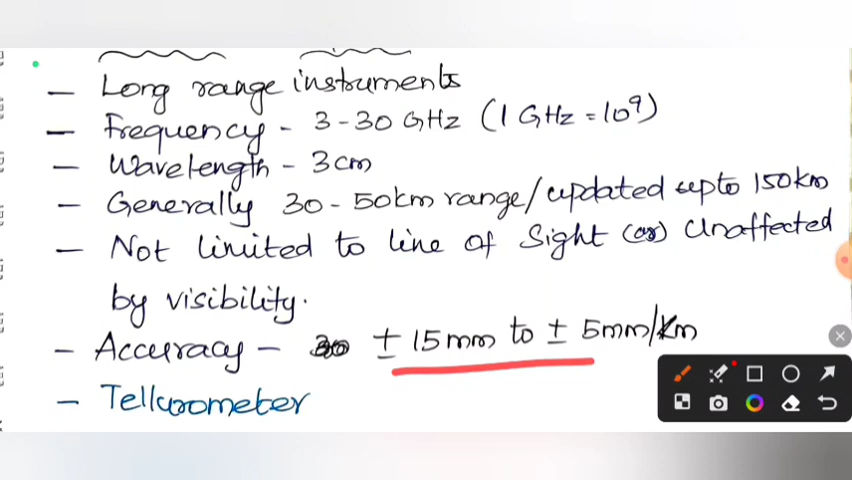 – Long range instruments
– Frequency - 3-30 GHz (1 GHz = 10⁹)
– Wavelength - 3cm
– Generally 30-50km range/updated upto 150km
– Not limited to line of Sight (or) Unaffected
by visibility.
– Accuracy - ± 15mm to ± 5mm/km
– Tellurometer